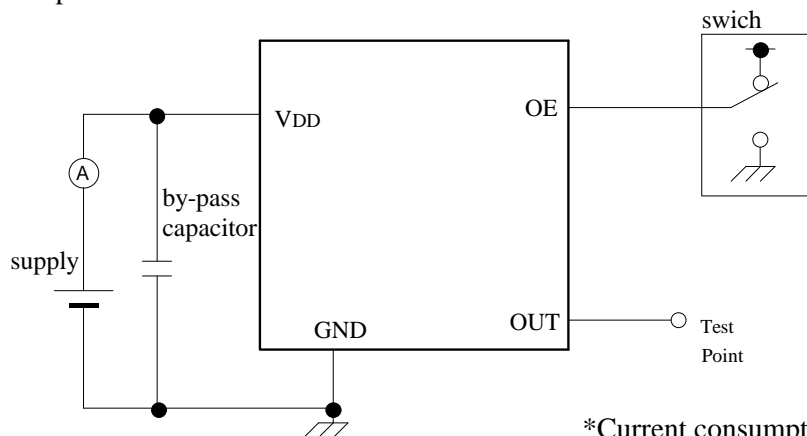 swich
VDD
OE
A
by-pass
capacitor
supply
GND
OUT
Test
Point
*Current consumpt